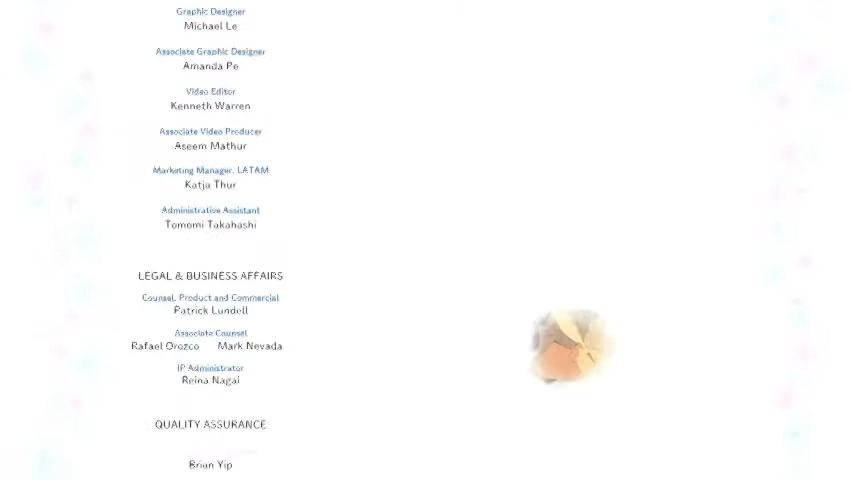 Graphic Designer
Michael Le
Associate Graphic Designer
Amanda Pe
Video Editor
Kenneth Warren
Associate Video Producer
Aseem Mathur
Marketing Manager, LATAM
Katja Thur
Administrative Assistant
Tomomi Takahashi
LEGAL & BUSINESS AFFAIRS
Counsel, Product and Commercial
Patrick Lundell
Associate Counsel
Rafael Orozco Mark Nevada
IP Administrator
Reina Nagai
QUALITY ASSURANCE
Brian Yip